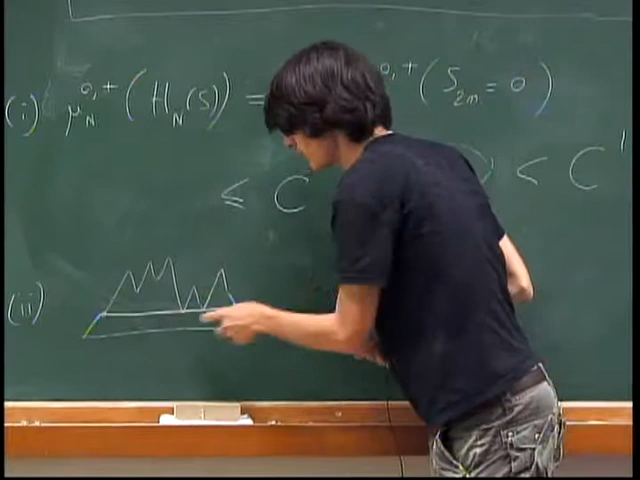 (i) μ_N^{0,+}(H_N(s)) = 0,+(S_{2n} = 0)
≤ C < C'
(ii)